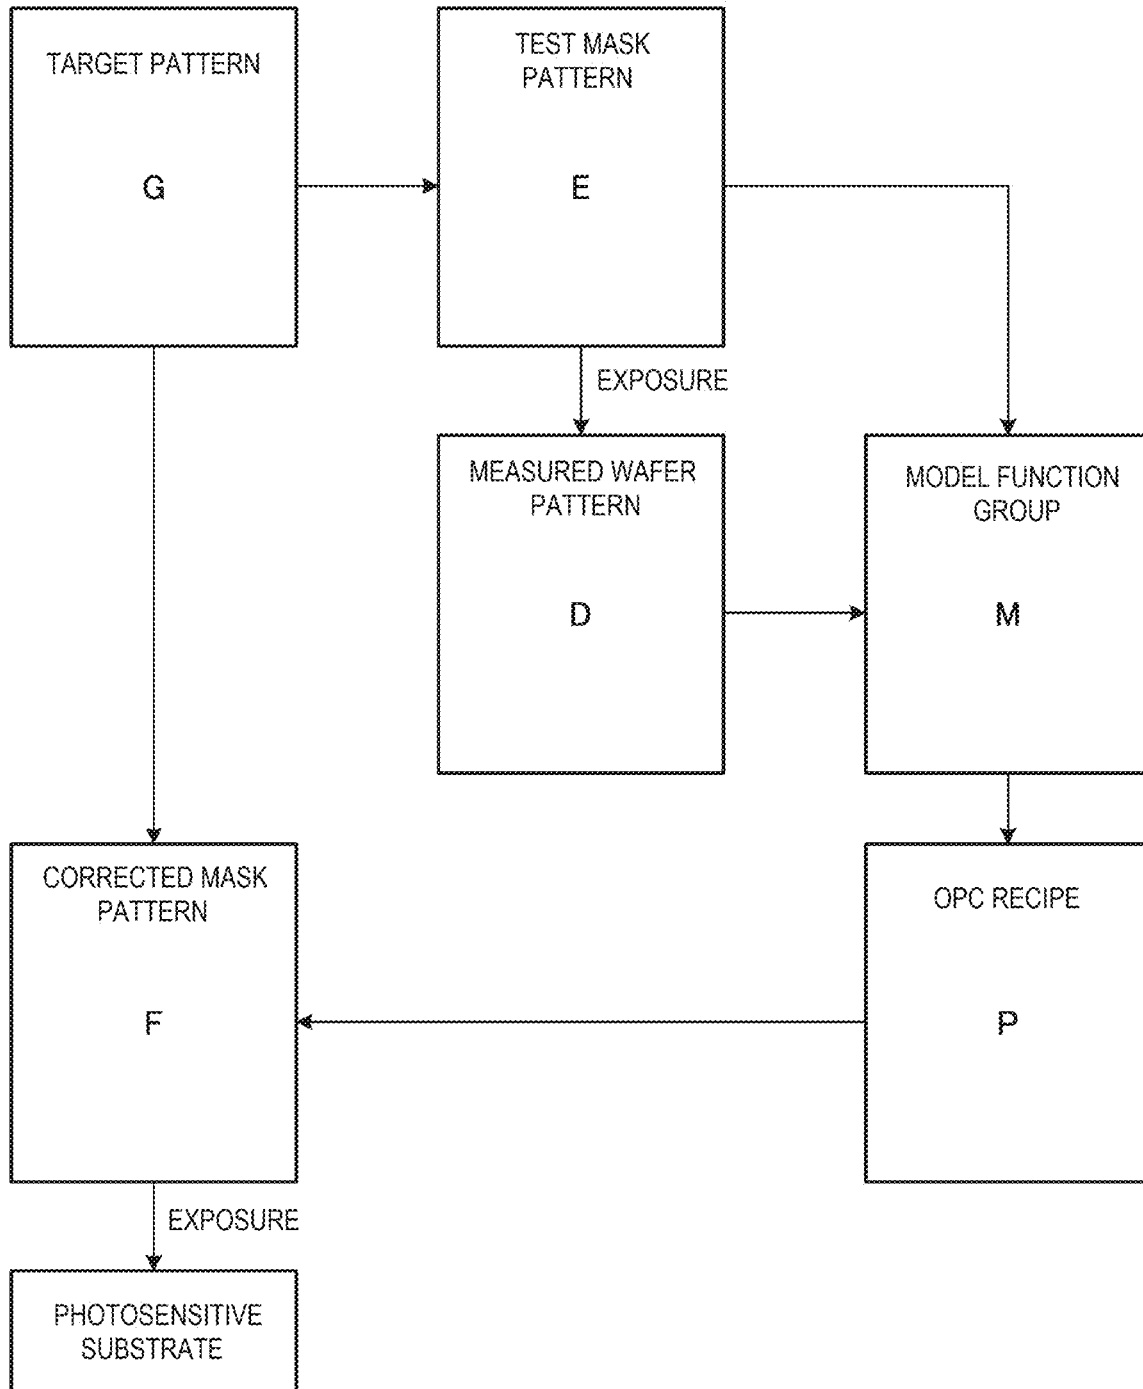 TARGET PATTERN
G
TEST MASK
PATTERN
E
EXPOSURE
MEASURED WAFER
PATTERN
D
MODEL FUNCTION
GROUP
M
CORRECTED MASK
PATTERN
F
OPC RECIPE
P
EXPOSURE
PHOTOSENSITIVE
SUBSTRATE